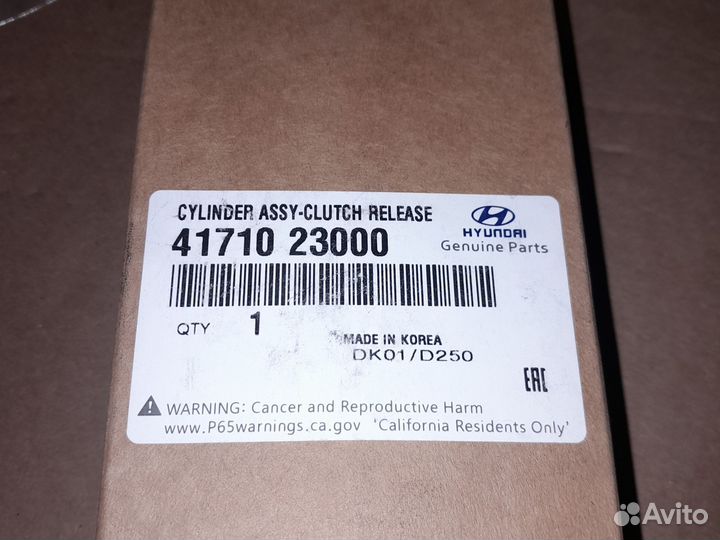 CYLINDER ASSY-CLUTCH RELEASE
41710 23000
HYUNDAI
Genuine Parts
QTY 1
MADE IN KOREA
DK01/D250
EAC
WARNING: Cancer and Reproductive Harm
www.P65warnings.ca.gov 'California Residents Only'
Avito